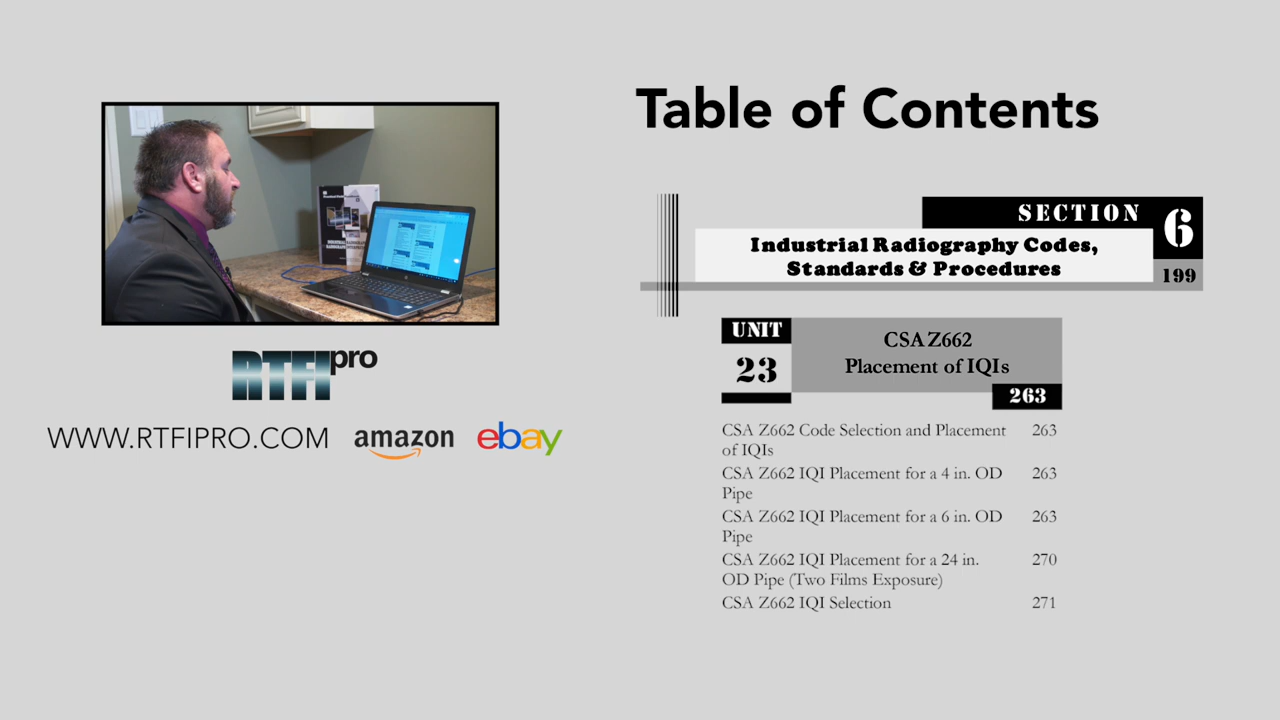 Table of Contents
SECTION 6
Industrial Radiography Codes,
Standards & Procedures
199
UNIT
23
CSA Z662
Placement of IQIs
263
CSA Z662 Code Selection and Placement 263
of IQIs
CSA Z662 IQI Placement for a 4 in. OD 263
Pipe
CSA Z662 IQI Placement for a 6 in. OD 263
Pipe
CSA Z662 IQI Placement for a 24 in. 270
OD Pipe (Two Films Exposure)
CSA Z662 IQI Selection 271
RTFI pro
WWW.RTFIPRO.COM amazon ebay